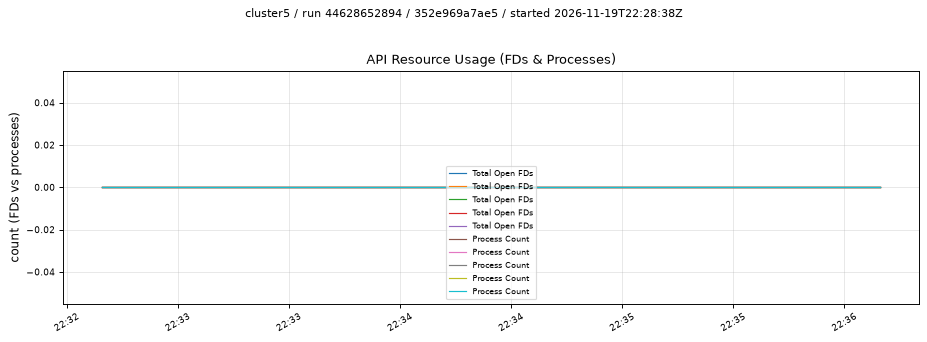 cluster5 / run 44628652894 / 352e969a7ae5 / started 2026-11-19T22:28:38Z
API Resource Usage (FDs & Processes)
count (FDs vs processes)
0.04
0.02
0.00
−0.02
−0.04
Total Open FDs
Total Open FDs
Total Open FDs
Total Open FDs
Total Open FDs
Process Count
Process Count
Process Count
Process Count
Process Count
22:32
22:33
22:33
22:34
22:34
22:35
22:35
22:36